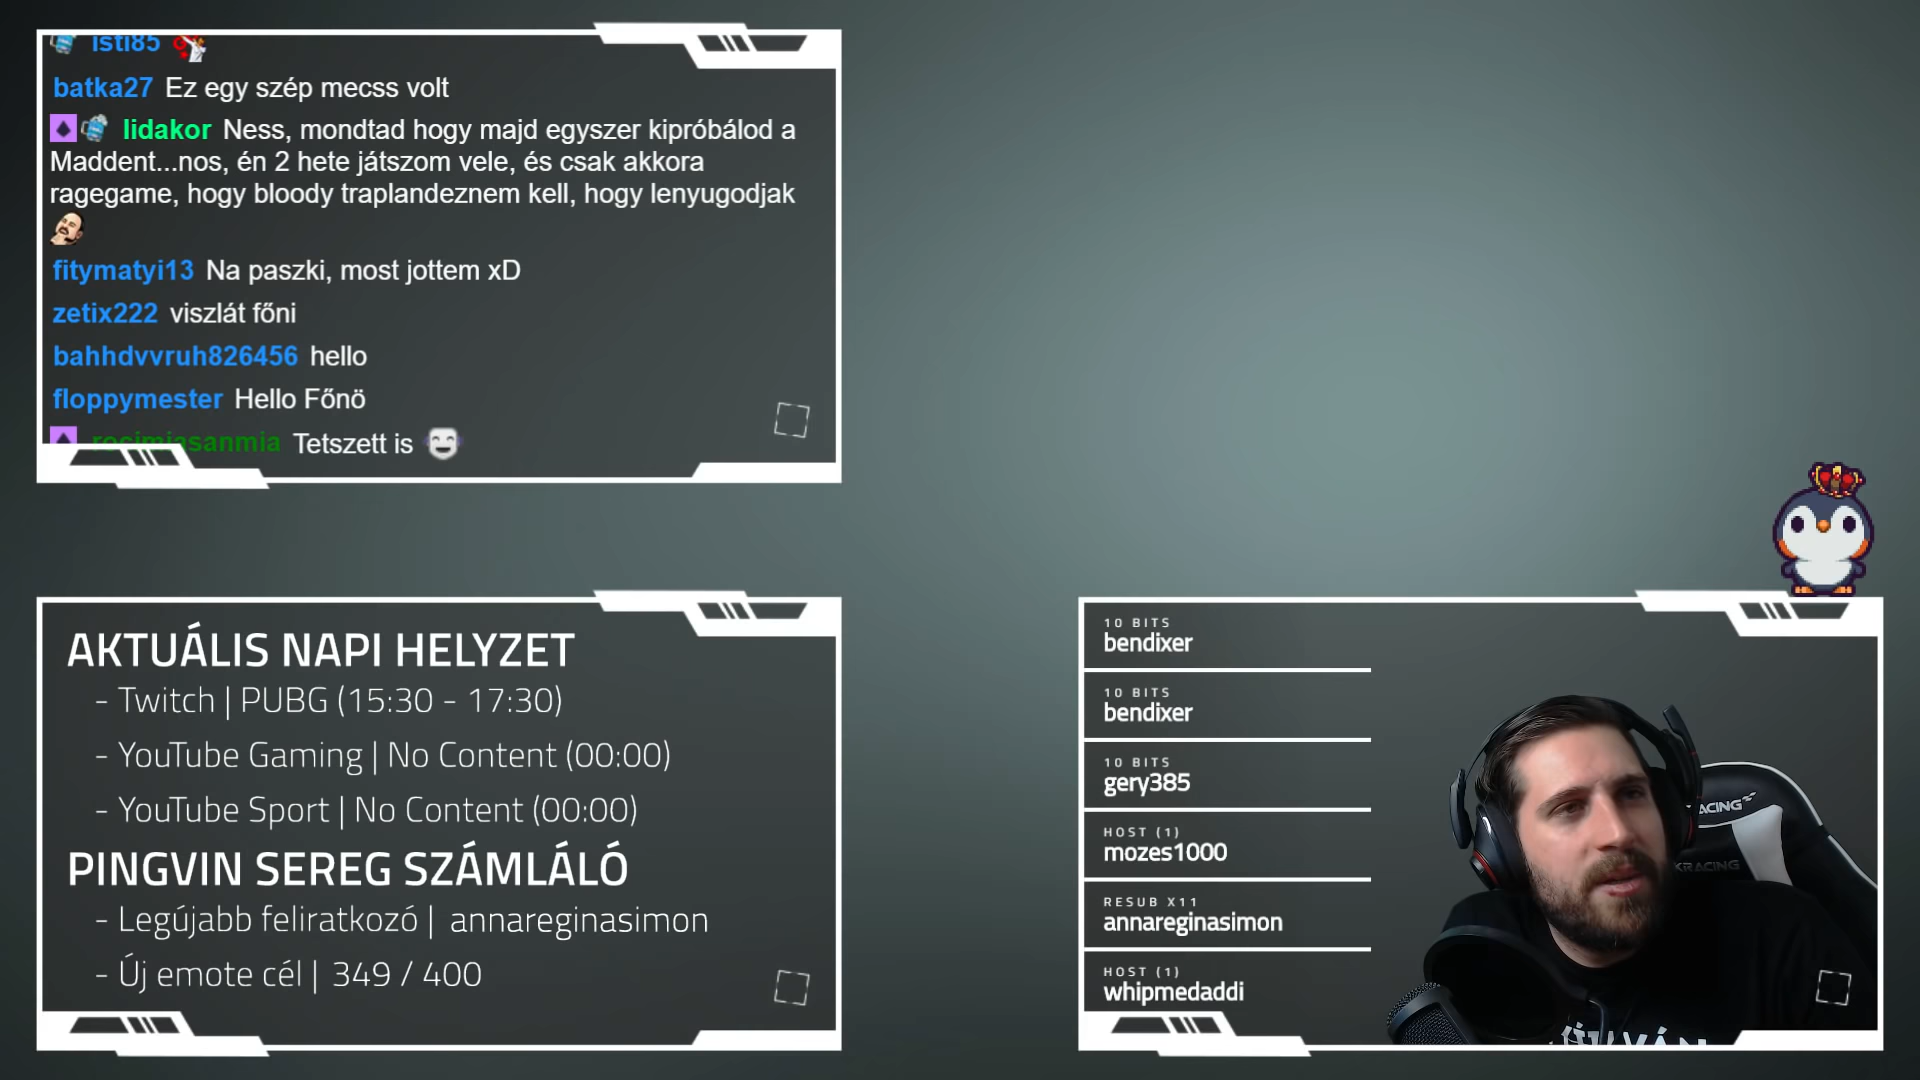 isti85
batka27 Ez egy szép mecss volt
lidakor Ness, mondtad hogy majd egyszer kipróbálod a
Maddent...nos, én 2 hete játszom vele, és csak akkora
ragegame, hogy bloody traplandeznem kell, hogy lenyugodjak
fitymatyi13 Na paszki, most jottem xD
zetix222 viszlát főni
bahhdvvruh826456 hello
floppymester Hello Főnö
Tetszett is
AKTUÁLIS NAPI HELYZET
- Twitch | PUBG (15:30 - 17:30)
- YouTube Gaming | No Content (00:00)
- YouTube Sport | No Content (00:00)
PINGVIN SEREG SZÁMLÁLÓ
- Legújabb feliratkozó | annareginasimon
- Új emote cél | 349 / 400
10 BITS
bendixer
10 BITS
bendixer
10 BITS
gery385
HOST (1)
mozes1000
RESUB X11
annareginasimon
HOST (1)
whipmedaddi
RACING
KRACING